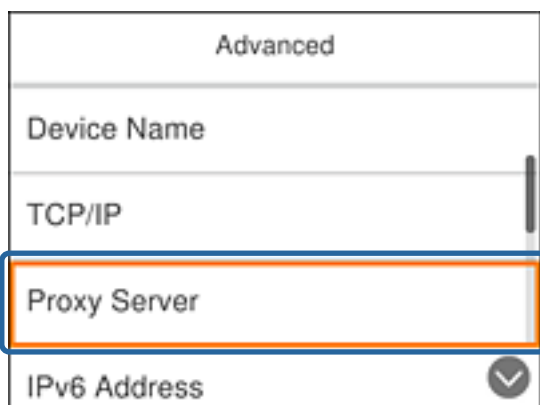 Advanced
Device Name
TCP/IP
Proxy Server
IPv6 Address